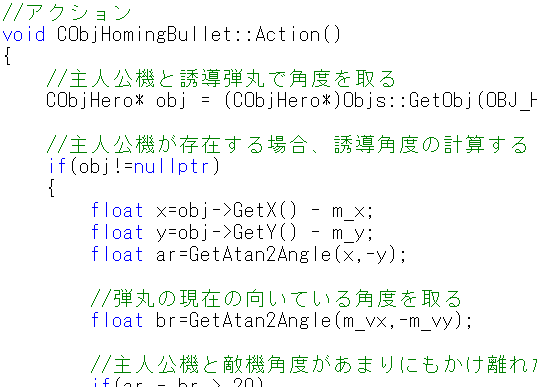 //アクション
void CObjHomingBullet::Action()
{
//主人公機と誘導弾丸で角度を取る
CObjHero* obj = (CObjHero*)Objs::GetObj(OBJ_H
//主人公機が存在する場合、誘導角度の計算する
if(obj!=nullptr)
{
float x=obj->GetX() - m_x;
float y=obj->GetY() - m_y;
float ar=GetAtan2Angle(x,-y);
//弾丸の現在の向いている角度を取る
float br=GetAtan2Angle(m_vx,-m_vy);
//主人公機と敵機角度があまりにもかけ離れ
if(ar - br > 20)